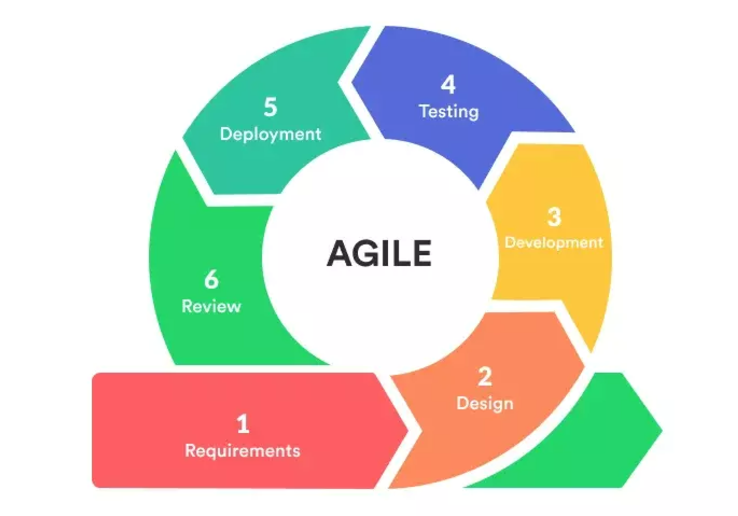 AGILE
1
Requirements
2
Design
3
Development
4
Testing
5
Deployment
6
Review